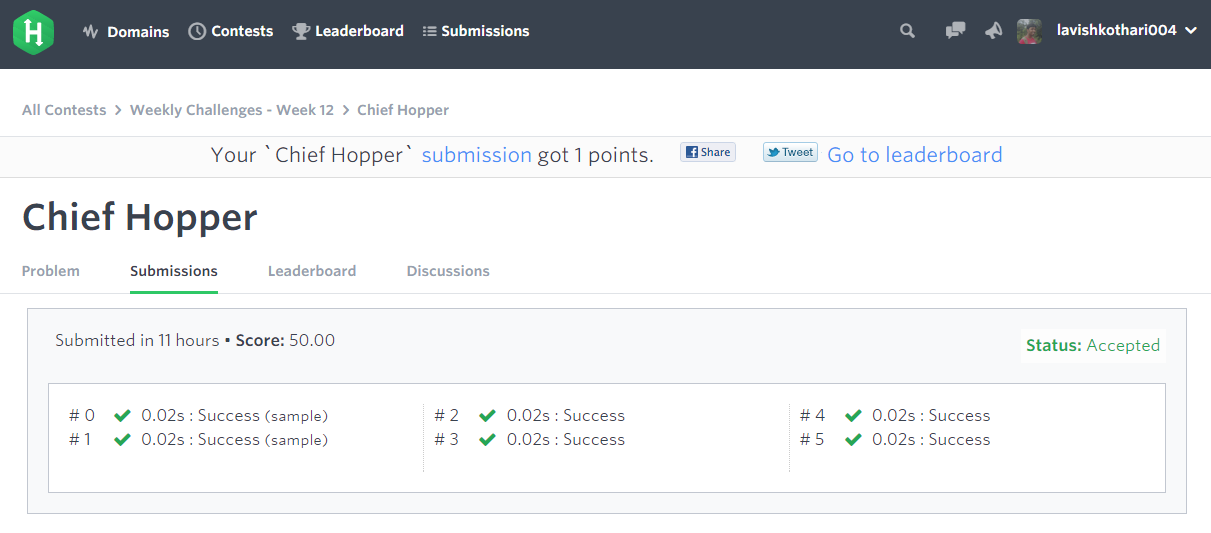 H Domains Contests Leaderboard Submissions lavishkothari004
All Contests > Weekly Challenges - Week 12 > Chief Hopper
Your `Chief Hopper` submission got 1 points. Share Tweet Go to leaderboard
Chief Hopper
Problem Submissions Leaderboard Discussions
Submitted in 11 hours • Score: 50.00 Status: Accepted
# 0 ✔ 0.02s : Success (sample) # 2 ✔ 0.02s : Success # 4 ✔ 0.02s : Success
# 1 ✔ 0.02s : Success (sample) # 3 ✔ 0.02s : Success # 5 ✔ 0.02s : Success